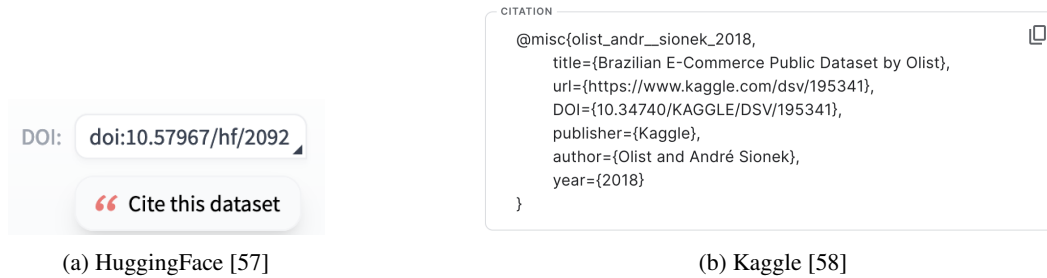 DOI: doi:10.57967/hf/2092
Cite this dataset
(a) HuggingFace [57]
CITATION
@misc{olist_andr__sionek_2018,
title={Brazilian E-Commerce Public Dataset by Olist},
url={https://www.kaggle.com/dsv/195341},
DOI={10.34740/KAGGLE/DSV/195341},
publisher={Kaggle},
author={Olist and André Sionek},
year={2018}
}
(b) Kaggle [58]